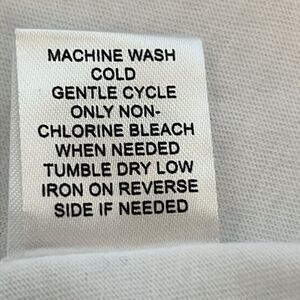 MACHINE WASH
COLD
GENTLE CYCLE
ONLY NON-
CHLORINE BLEACH
WHEN NEEDED
TUMBLE DRY LOW
IRON ON REVERSE
SIDE IF NEEDED